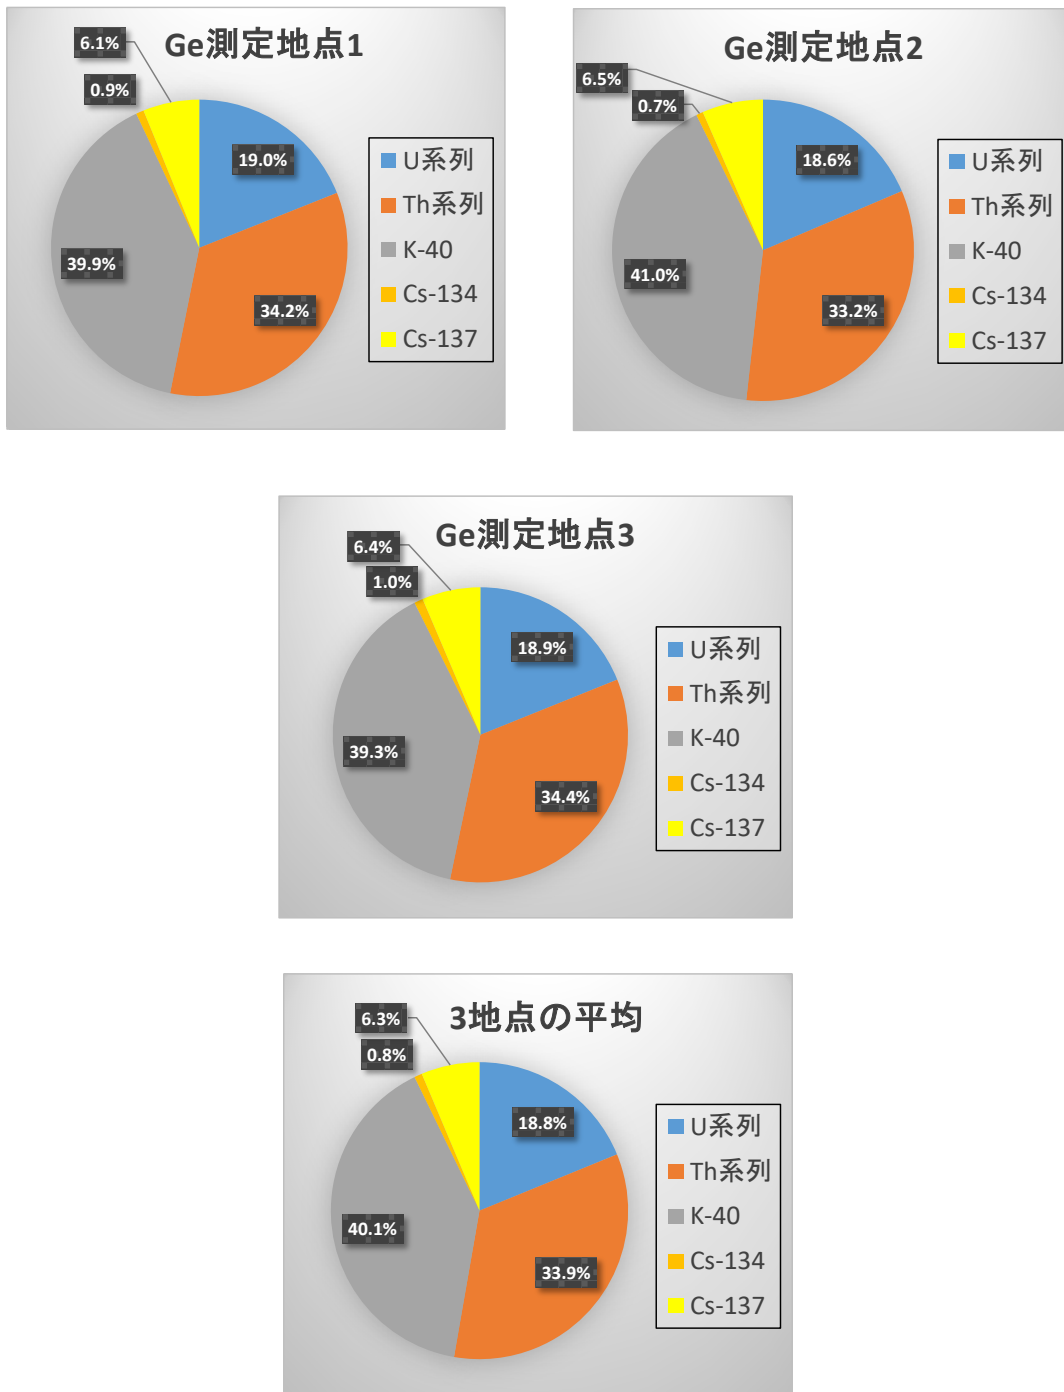 Ge測定地点1
6.1%
0.9%
19.0%
39.9%
34.2%
U系列
Th系列
K-40
Cs-134
Cs-137
Ge測定地点2
6.5%
0.7%
18.6%
41.0%
33.2%
U系列
Th系列
K-40
Cs-134
Cs-137
Ge測定地点3
6.4%
1.0%
18.9%
39.3%
34.4%
U系列
Th系列
K-40
Cs-134
Cs-137
3地点の平均
6.3%
0.8%
18.8%
40.1%
33.9%
U系列
Th系列
K-40
Cs-134
Cs-137